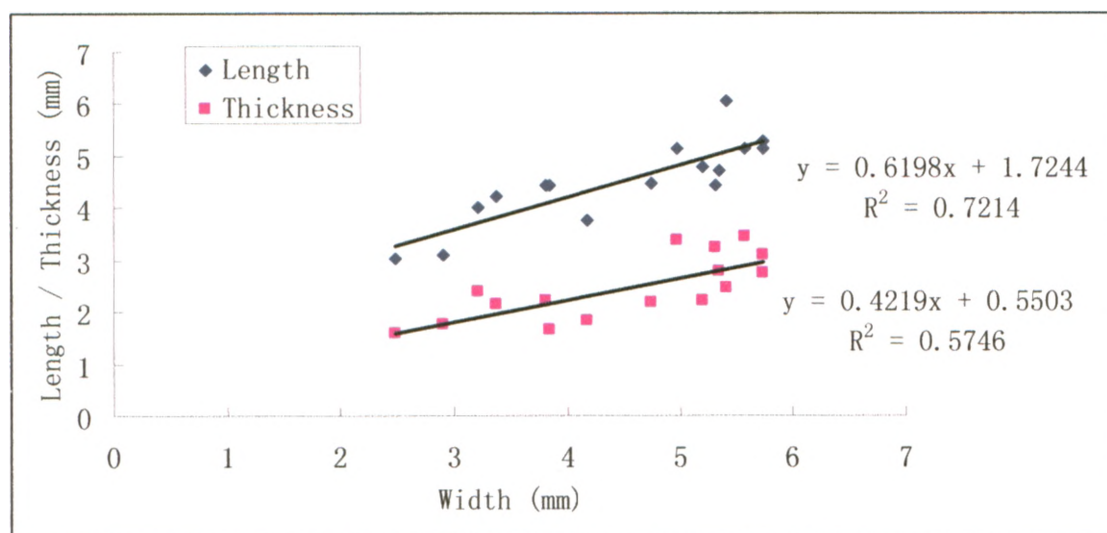 Length / Thickness (mm)
7
6
5
4
3
2
1
0
Length
Thickness
y = 0.6198x + 1.7244
R² = 0.7214
y = 0.4219x + 0.5503
R² = 0.5746
0 1 2 3 4 5 6 7
Width (mm)